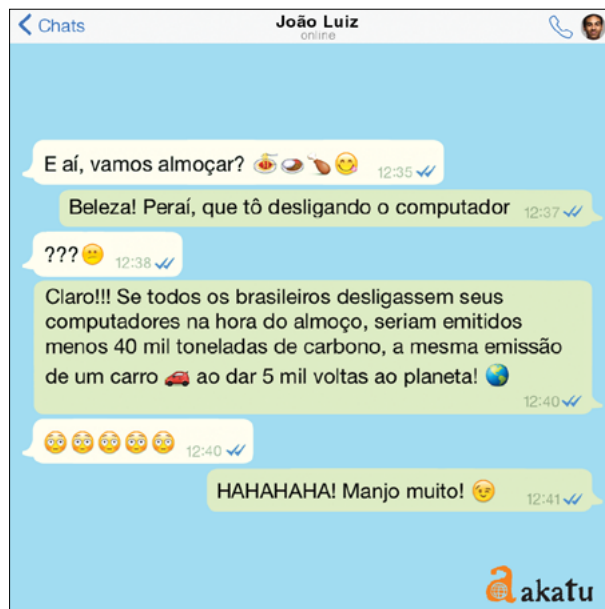 Chats
João Luiz
online
E aí, vamos almoçar? 🍝🍛🍗😋 12:35
Beleza! Peraí, que tô desligando o computador 12:37
???😕 12:38
Claro!!! Se todos os brasileiros desligassem seus
computadores na hora do almoço, seriam emitidos
menos 40 mil toneladas de carbono, a mesma emissão
de um carro 🚗 ao dar 5 mil voltas ao planeta! 🌎
12:40
😳😳😳😳😳 12:40
HAHAHAHA! Manjo muito! 😉 12:41
akatu